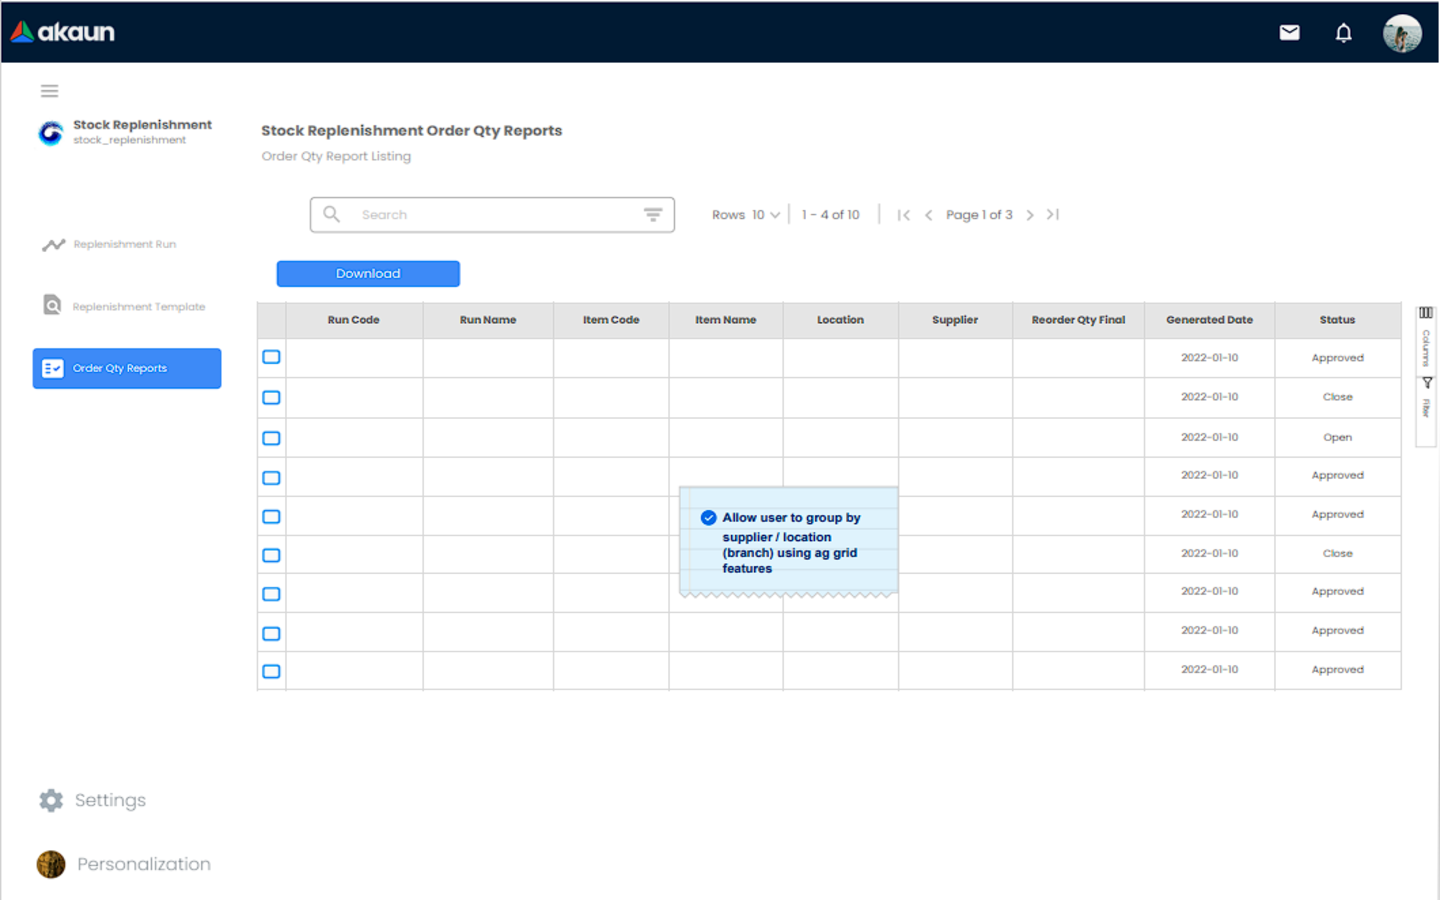 akaun
Stock Replenishment
stock_replenishment
Stock Replenishment Order Qty Reports
Order Qty Report Listing
Search
Rows 10
1 - 4 of 10
Page 1 of 3
Replenishment Run
Replenishment Template
Order Qty Reports
Download
Run Code Run Name Item Code Item Name Location Supplier Reorder Qty Final Generated Date Status
2022-01-10 Approved
2022-01-10 Close
2022-01-10 Open
2022-01-10 Approved
2022-01-10 Approved
2022-01-10 Close
2022-01-10 Approved
2022-01-10 Approved
2022-01-10 Approved
Allow user to group by
supplier / location
(branch) using ag grid
features
Columns
Filter
Settings
Personalization